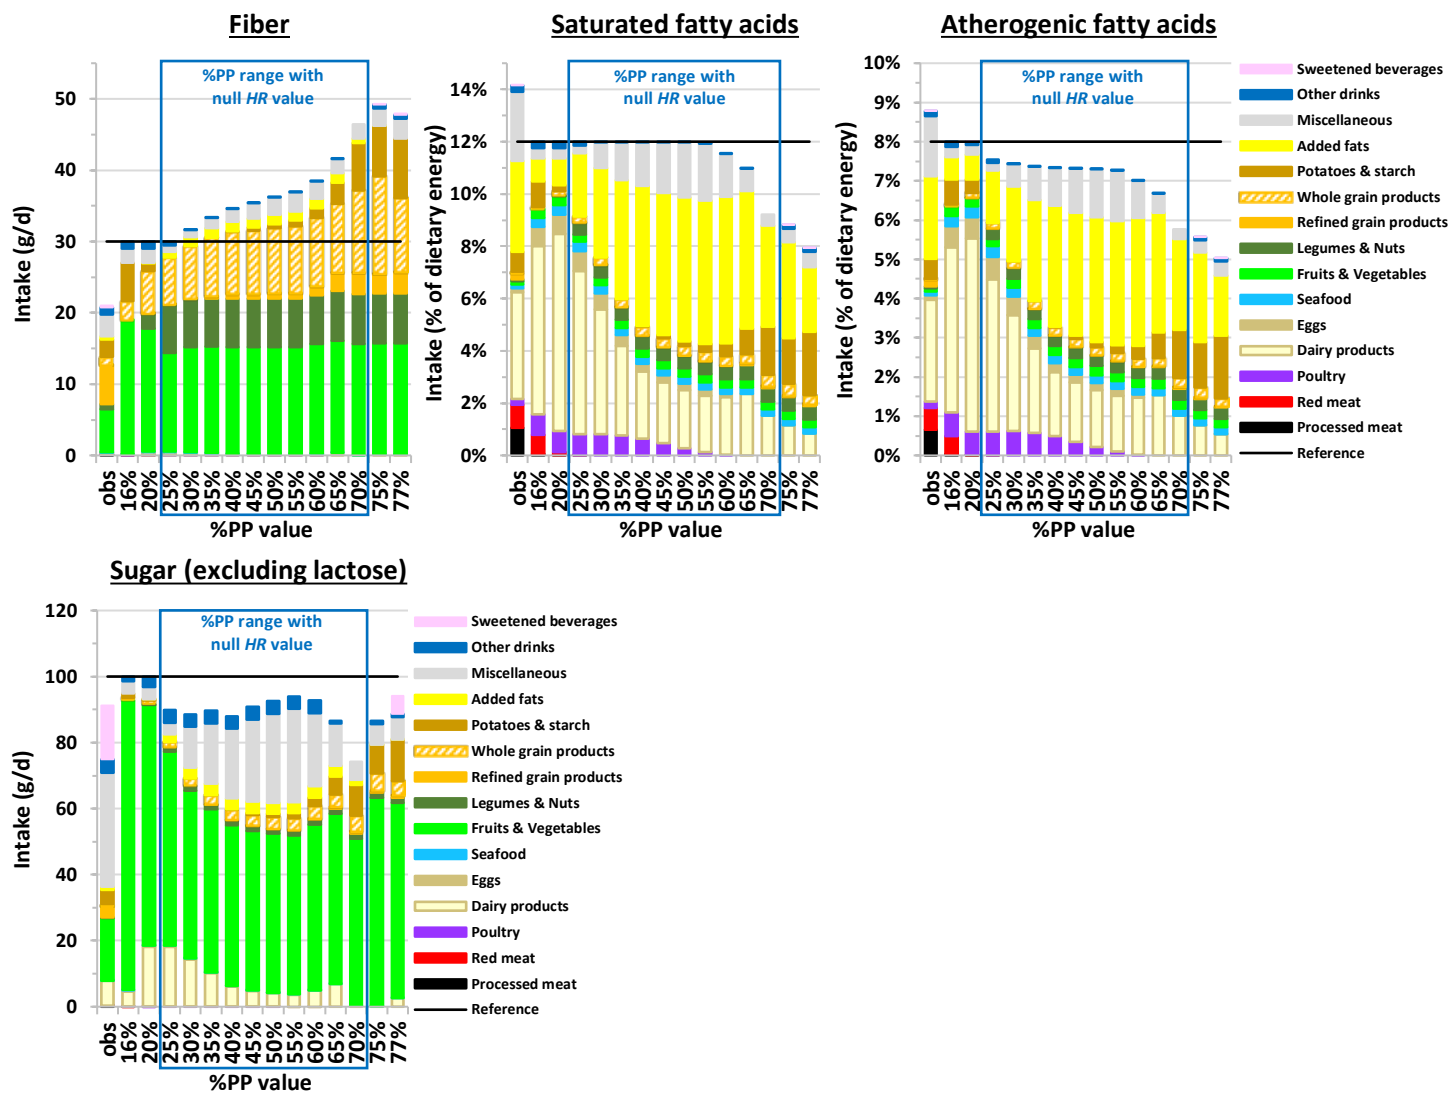 Fiber
%PP range with
null HR value
Intake (g/d)
50
40
30
20
10
0
obs
16%
20%
25%
30%
35%
40%
45%
50%
55%
60%
65%
70%
75%
77%
%PP value
Saturated fatty acids
%PP range with
null HR value
Intake (% of dietary energy)
14%
12%
10%
8%
6%
4%
2%
0%
obs
16%
20%
25%
30%
35%
40%
45%
50%
55%
60%
65%
70%
75%
77%
%PP value
Atherogenic fatty acids
%PP range with
null HR value
Intake (% of dietary energy)
10%
9%
8%
7%
6%
5%
4%
3%
2%
1%
0%
obs
16%
20%
25%
30%
35%
40%
45%
50%
55%
60%
65%
70%
75%
77%
%PP value
Sweetened beverages
Other drinks
Miscellaneous
Added fats
Potatoes & starch
Whole grain products
Refined grain products
Legumes & Nuts
Fruits & Vegetables
Seafood
Eggs
Dairy products
Poultry
Red meat
Processed meat
Reference
Sugar (excluding lactose)
%PP range with
null HR value
Intake (g/d)
120
100
80
60
40
20
0
obs
16%
20%
25%
30%
35%
40%
45%
50%
55%
60%
65%
70%
75%
77%
%PP value
Sweetened beverages
Other drinks
Miscellaneous
Added fats
Potatoes & starch
Whole grain products
Refined grain products
Legumes & Nuts
Fruits & Vegetables
Seafood
Eggs
Dairy products
Poultry
Red meat
Processed meat
Reference